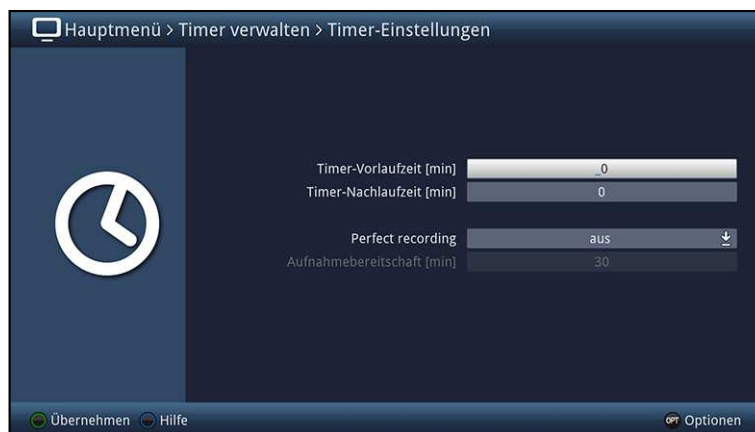 Hauptmenü > Timer verwalten > Timer-Einstellungen
Timer-Vorlaufzeit [min] _0
Timer-Nachlaufzeit [min] 0
Perfect recording aus
Aufnahmebereitschaft [min] 30
Übernehmen Hilfe OPT Optionen